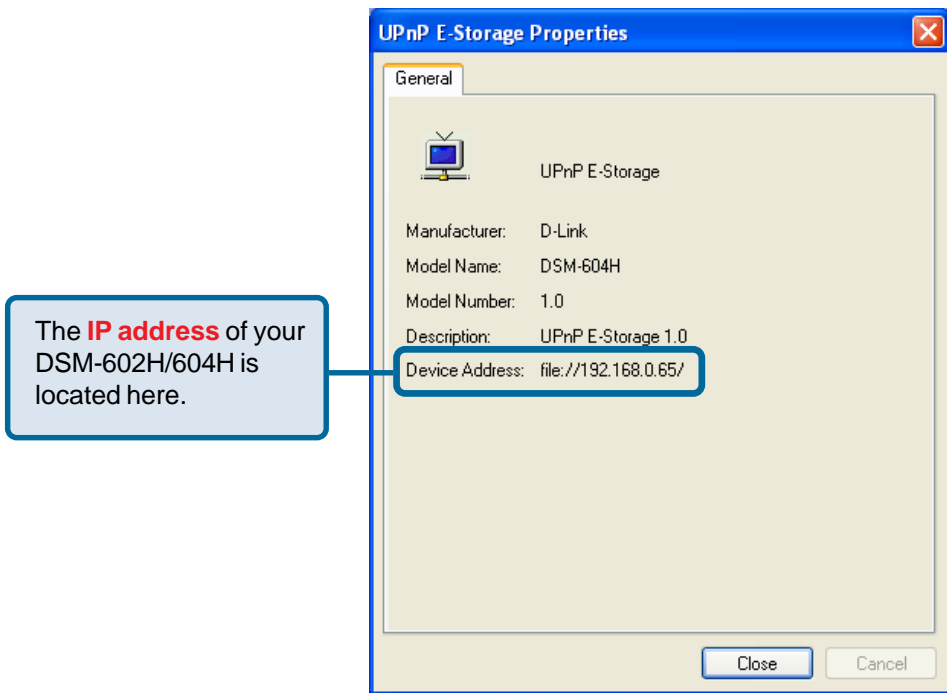 UPnP E-Storage Properties
General
UPnP E-Storage
Manufacturer: D-Link
Model Name: DSM-604H
Model Number: 1.0
Description: UPnP E-Storage 1.0
Device Address: file://192.168.0.65/
The IP address of your
DSM-602H/604H is
located here.
Close Cancel